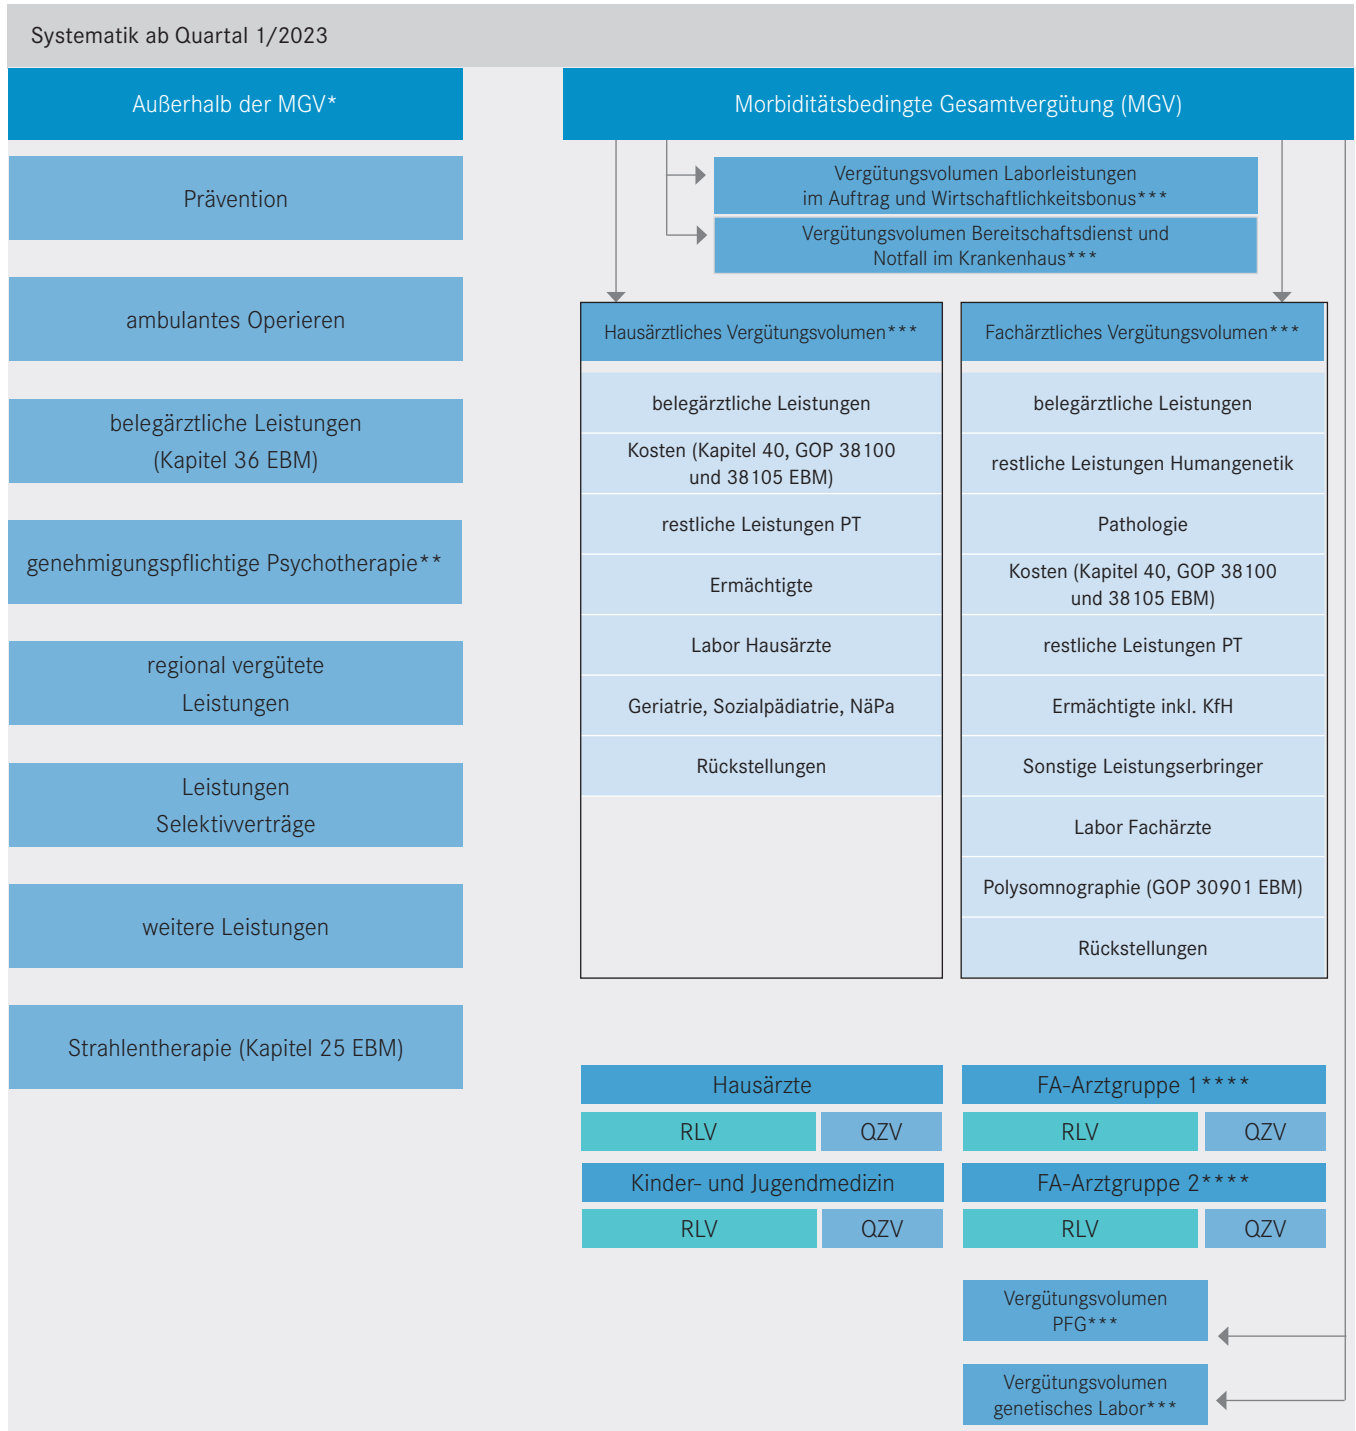 Systematik ab Quartal 1/2023
Außerhalb der MGV*
Prävention
ambulantes Operieren
belegärztliche Leistungen
(Kapitel 36 EBM)
genehmigungspflichtige Psychotherapie**
regional vergütete
Leistungen
Leistungen
Selektivverträge
weitere Leistungen
Strahlentherapie (Kapitel 25 EBM)
Morbiditätsbedingte Gesamtvergütung (MGV)
Vergütungsvolumen Laborleistungen
im Auftrag und Wirtschaftlichkeitsbonus***
Vergütungsvolumen Bereitschaftsdienst und
Notfall im Krankenhaus***
Hausärztliches Vergütungsvolumen***
belegärztliche Leistungen
Kosten (Kapitel 40, GOP 38100
und 38105 EBM)
restliche Leistungen PT
Ermächtigte
Labor Hausärzte
Geriatrie, Sozialpädiatrie, NäPa
Rückstellungen
Fachärztliches Vergütungsvolumen***
belegärztliche Leistungen
restliche Leistungen Humangenetik
Pathologie
Kosten (Kapitel 40, GOP 38100
und 38105 EBM)
restliche Leistungen PT
Ermächtigte inkl. KfH
Sonstige Leistungserbringer
Labor Fachärzte
Polysomnographie (GOP 30901 EBM)
Rückstellungen
Hausärzte
RLV QZV
Kinder- und Jugendmedizin
RLV QZV
FA-Arztgruppe 1****
RLV QZV
FA-Arztgruppe 2****
RLV QZV
Vergütungsvolumen
PFG***
Vergütungsvolumen
genetisches Labor***